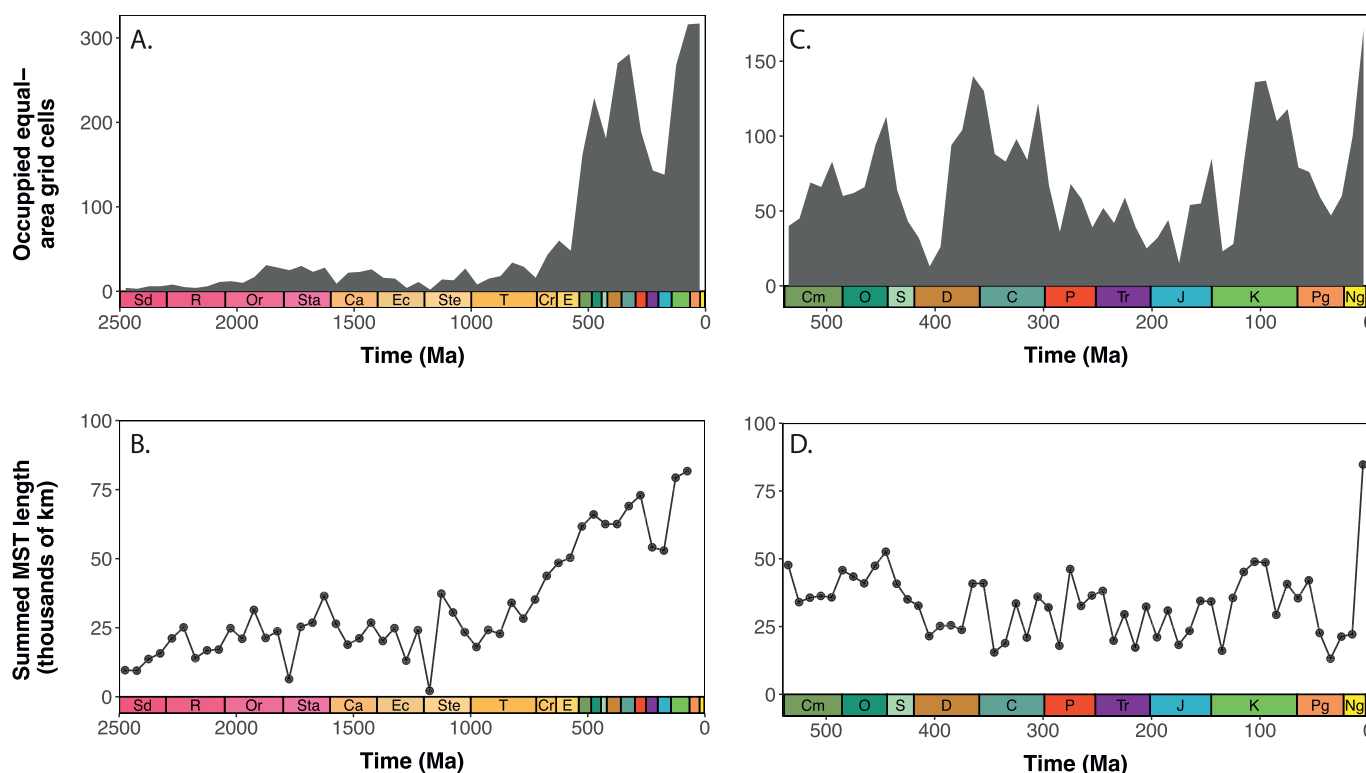 Occuppied equal–
area grid cells
A.
300
200
100
0
Sd R Or Sta Ca Ec Ste T Cr E
2500 2000 1500 1000 500 0
Time (Ma)
C.
150
100
50
0
Cm O S D C P Tr J K Pg Ng
500 400 300 200 100 0
Time (Ma)
Summed MST length
(thousands of km)
B.
100
75
50
25
0
Sd R Or Sta Ca Ec Ste T Cr E
2500 2000 1500 1000 500 0
Time (Ma)
D.
100
75
50
25
0
Cm O S D C P Tr J K Pg Ng
500 400 300 200 100 0
Time (Ma)